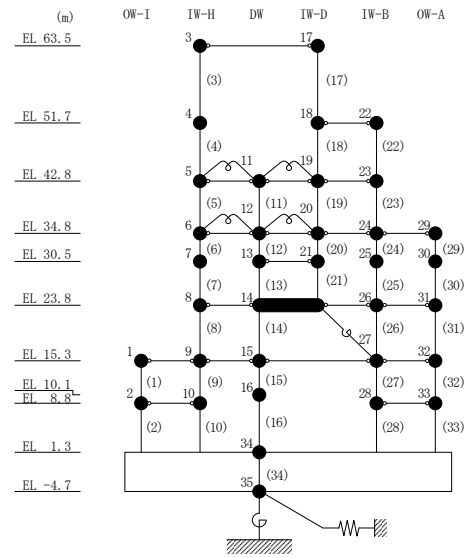 (m) OW-I IW-H DW IW-D IW-B OW-A
EL 63.5 3 17
(3) (17)
EL 51.7 4 18 22
(4) (18) (22)
11 19
EL 42.8 5 23
(5) (11) (19) (23)
12 20
EL 34.8 6 24 29
(6) (12) (20) (24) (29)
EL 30.5 7 13 21 25 30
(7) (13) (21) (25) (30)
EL 23.8 8 14 26 31
(8) (14) (26) (31)
27
EL 15.3 1 9 15 32
(1) (9) (15) (27) (32)
EL 10.1 16
EL 8.8 2 10 28 33
(2) (10) (16) (28) (33)
EL 1.3 34
(34)
EL -4.7 35